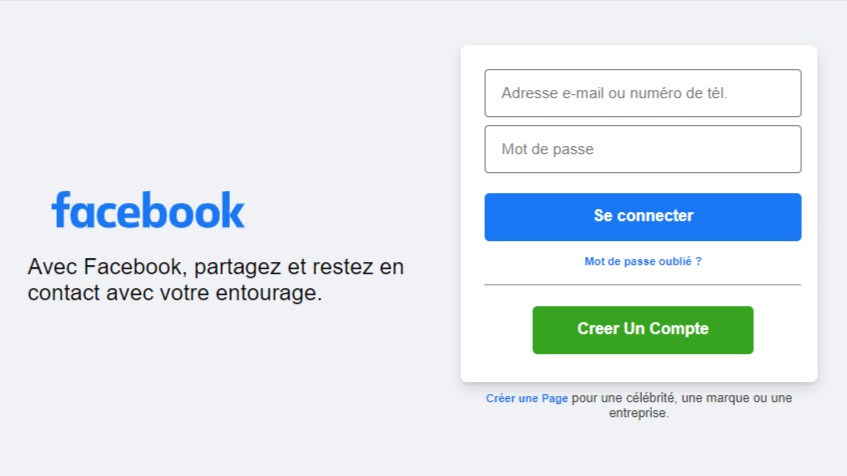 facebook
Avec Facebook, partagez et restez en
contact avec votre entourage.
Adresse e-mail ou numéro de tél.
Mot de passe
Se connecter
Mot de passe oublié ?
Creer Un Compte
Créer une Page pour une célébrité, une marque ou une
entreprise.